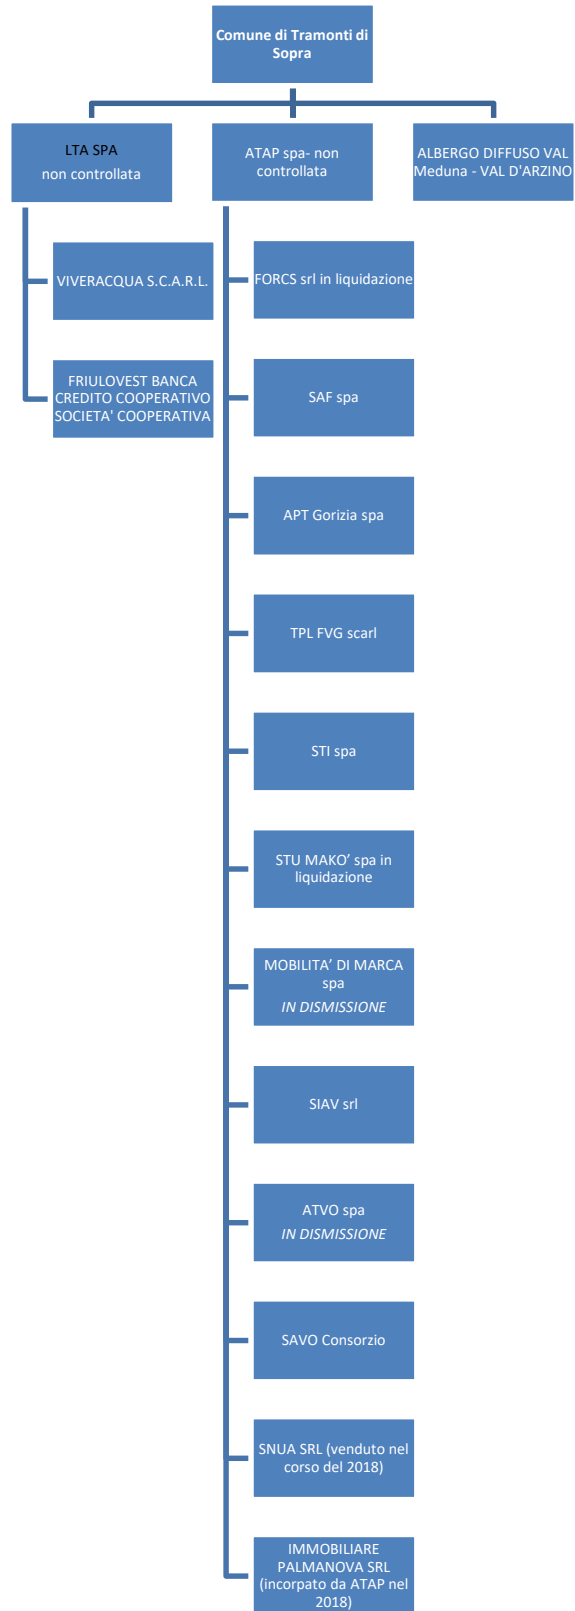 Comune di Tramonti di
Sopra
LTA SPA
non controllata
ATAP spa- non
controllata
ALBERGO DIFFUSO VAL
Meduna - VAL D'ARZINO
VIVERACQUA S.C.A.R.L.
FRIULOVEST BANCA
CREDITO COOPERATIVO
SOCIETA' COOPERATIVA
FORCS srl in liquidazione
SAF spa
APT Gorizia spa
TPL FVG scarl
STI spa
STU MAKO’ spa in
liquidazione
MOBILITA’ DI MARCA
spa
IN DISMISSIONE
SIAV srl
ATVO spa
IN DISMISSIONE
SAVO Consorzio
SNUA SRL (venduto nel
corso del 2018)
IMMOBILIARE
PALMANOVA SRL
(incorpato da ATAP nel
2018)